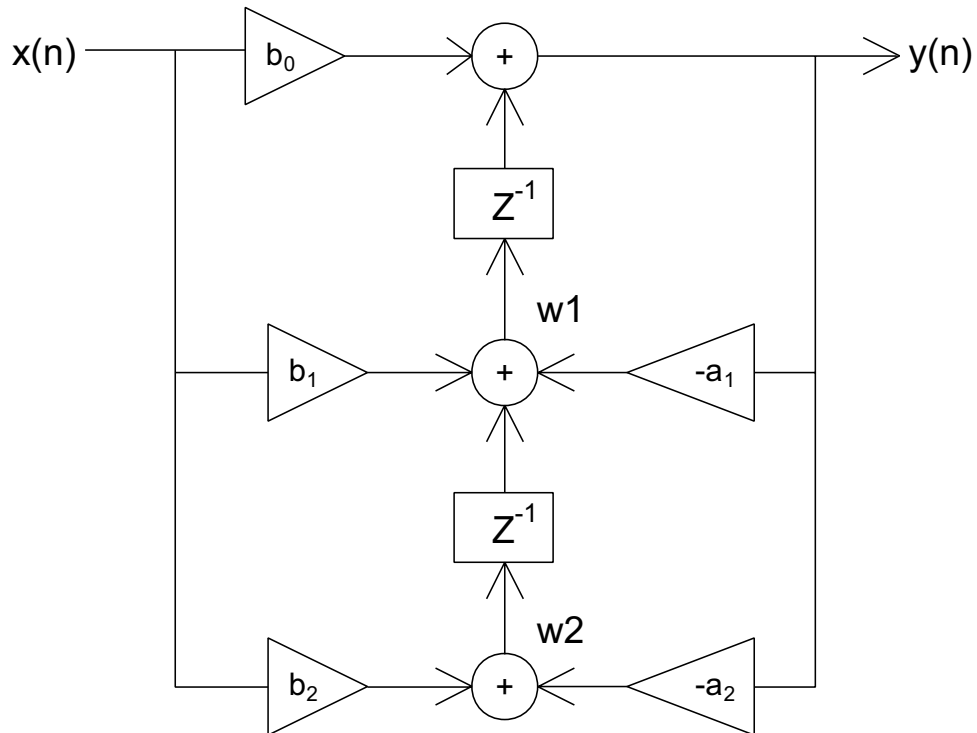 x(n) b₀ + y(n)
Z⁻¹
w1
b₁ + -a₁
Z⁻¹
w2
b₂ + -a₂